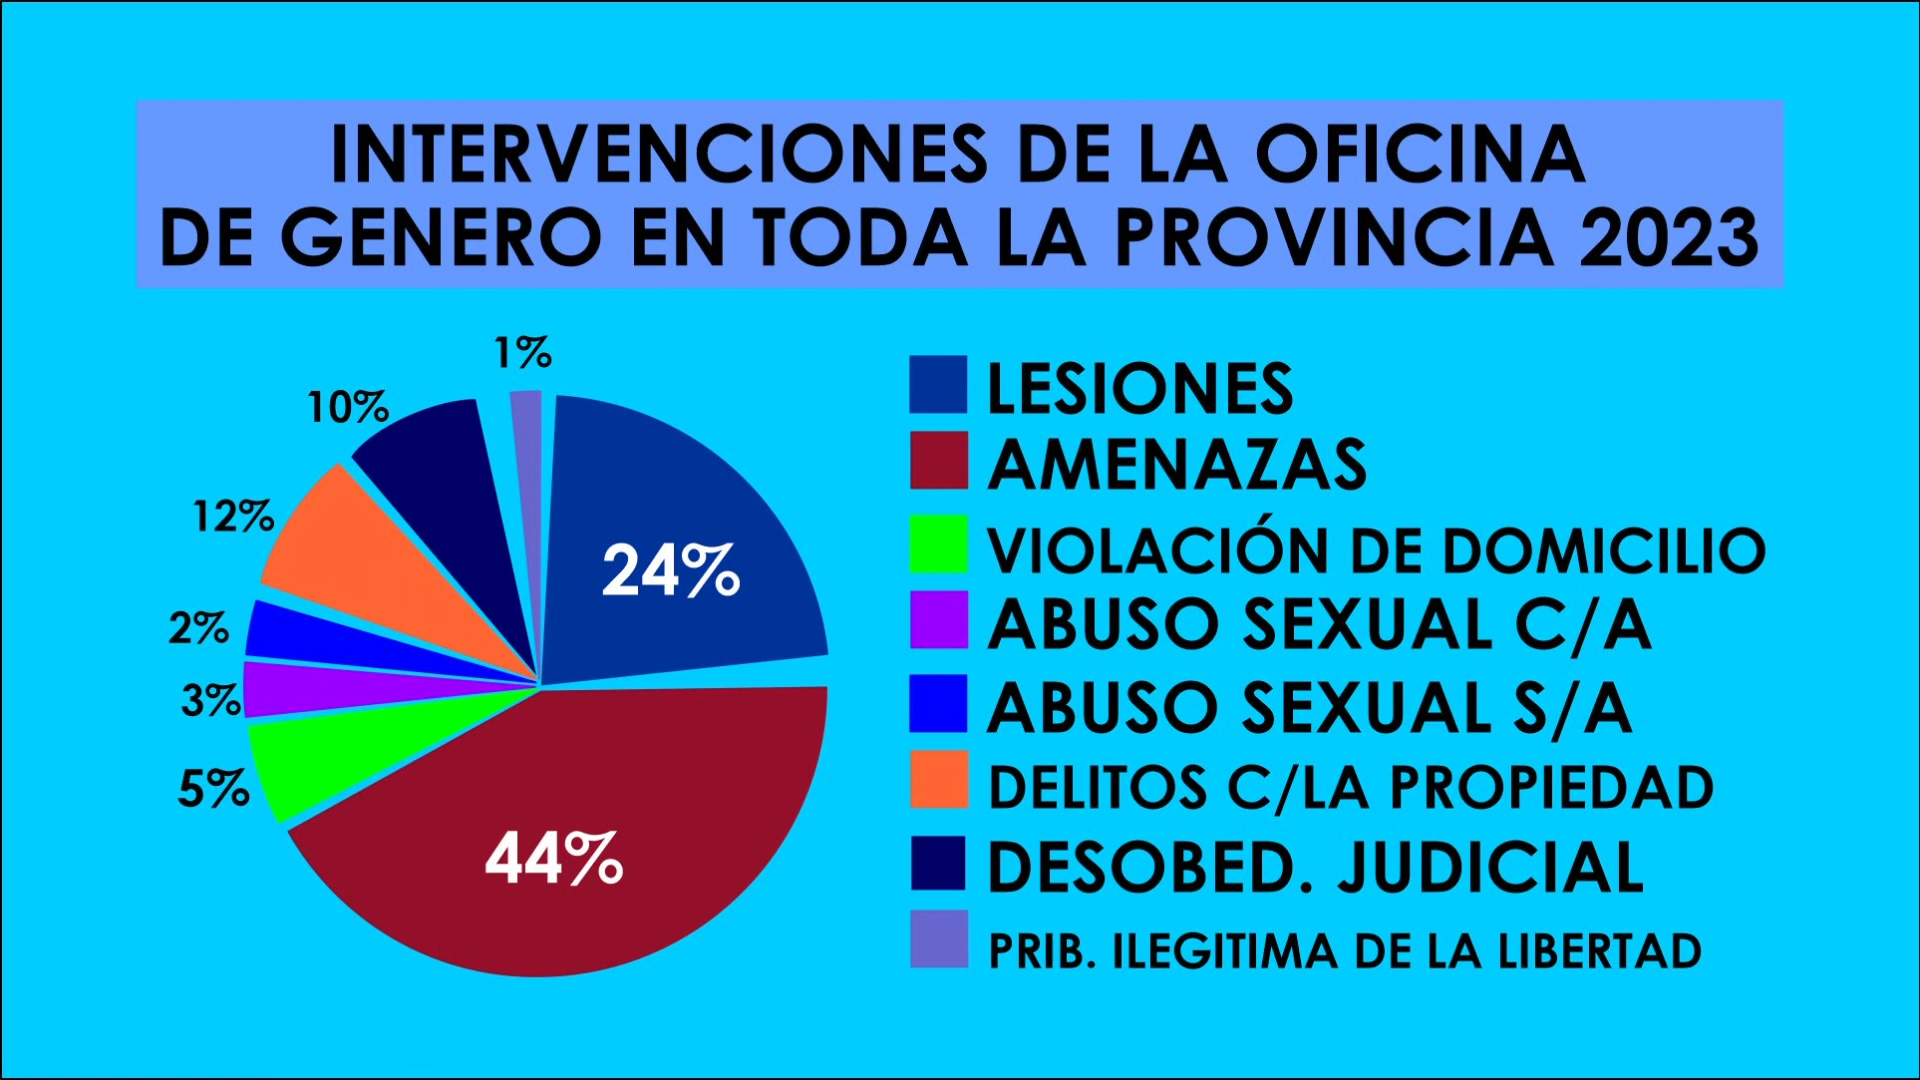 INTERVENCIONES DE LA OFICINA
DE GENERO EN TODA LA PROVINCIA 2023
1%
10%
12%
2%
3%
5%
24%
44%
LESIONES
AMENAZAS
VIOLACIÓN DE DOMICILIO
ABUSO SEXUAL C/A
ABUSO SEXUAL S/A
DELITOS C/LA PROPIEDAD
DESOBED. JUDICIAL
PRIB. ILEGITIMA DE LA LIBERTAD